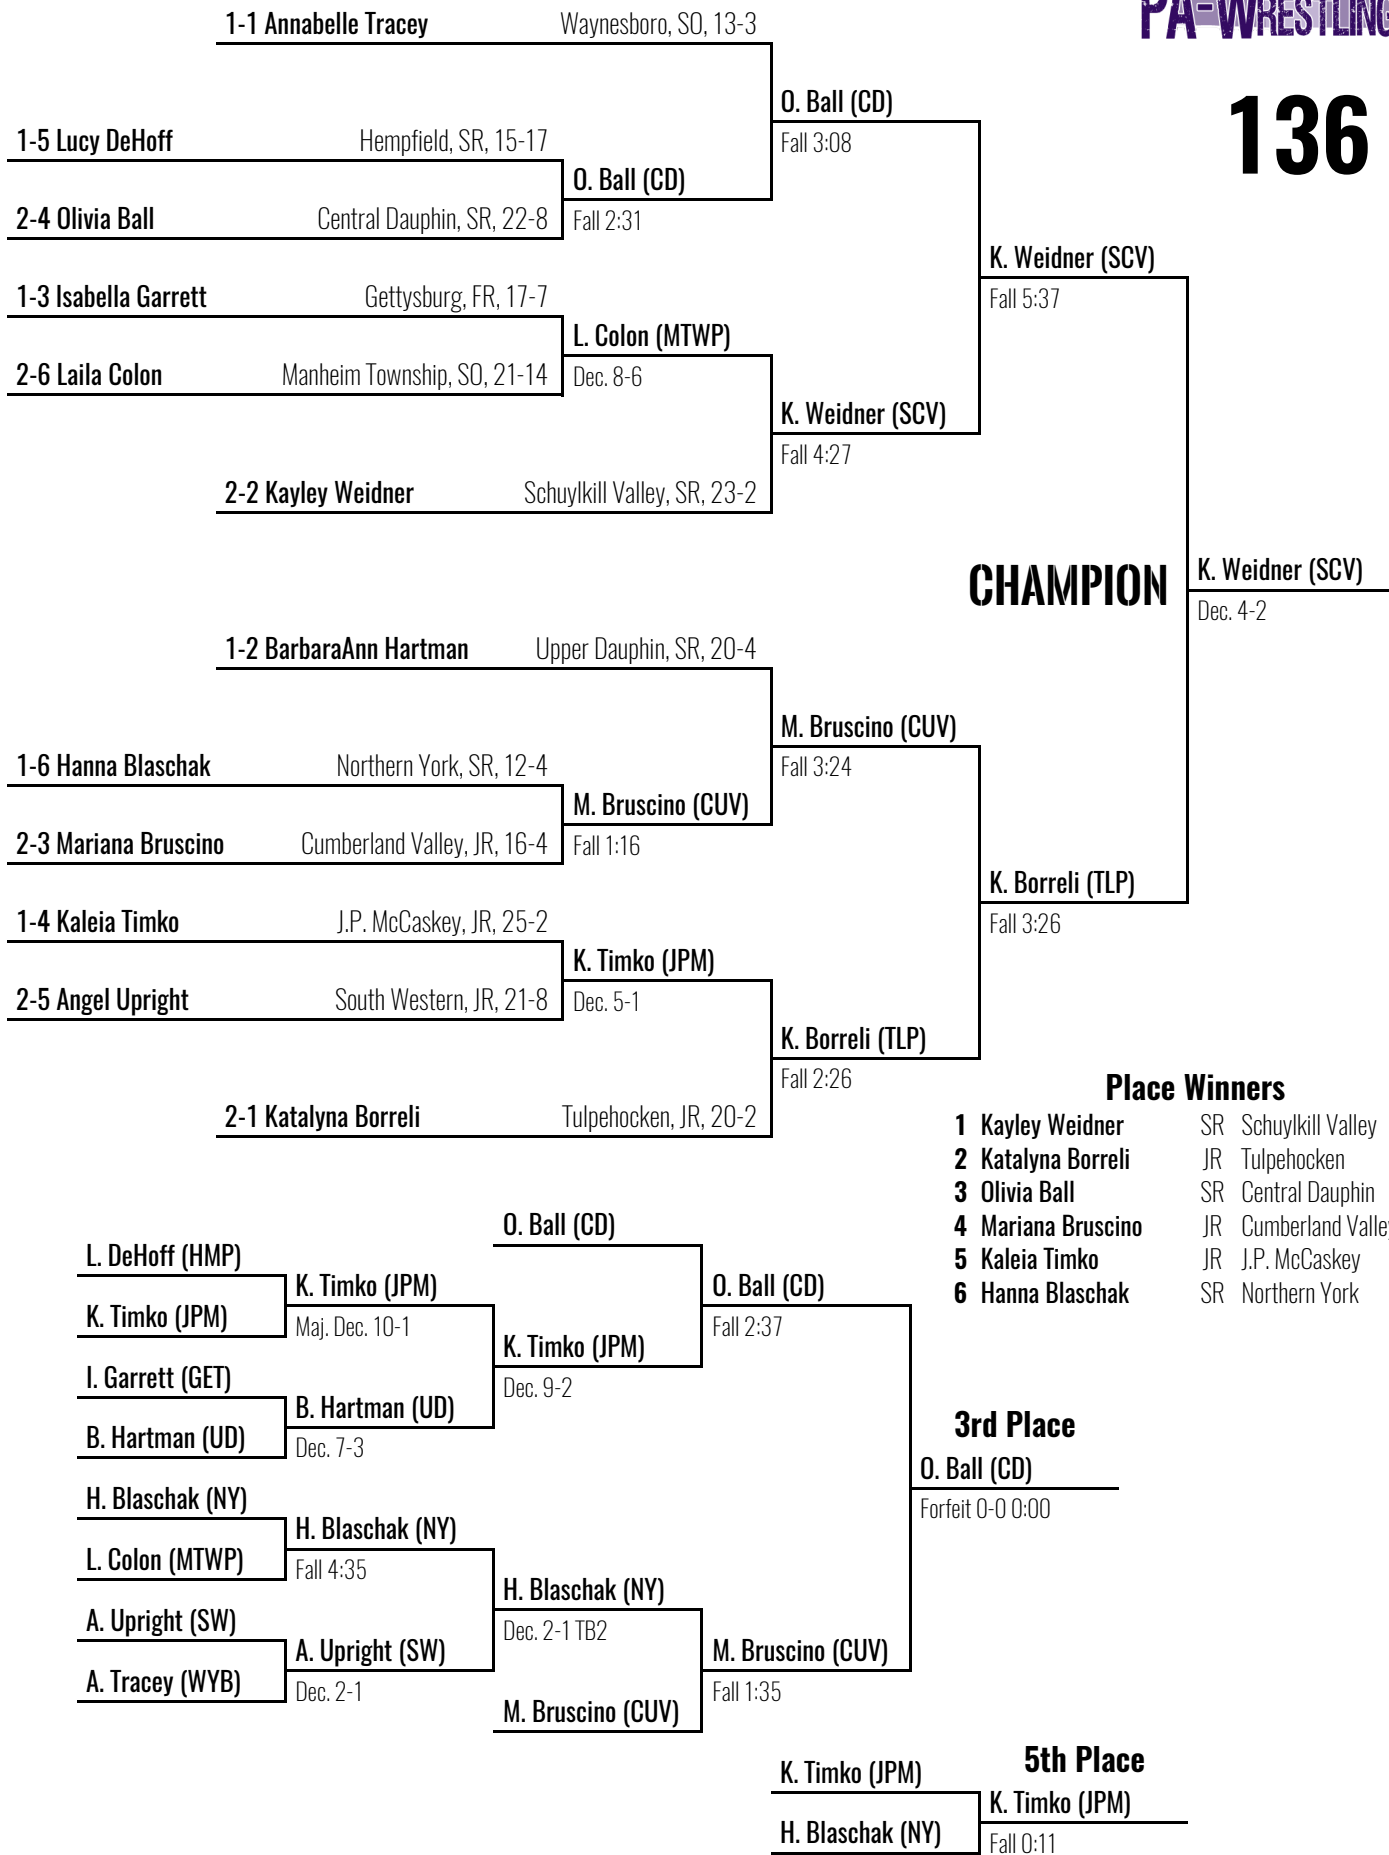 PA-WRESTLING
136
1-1 Annabelle Tracey Waynesboro, SO, 13-3
O. Ball (CD)
Fall 3:08
1-5 Lucy DeHoff Hempfield, SR, 15-17
O. Ball (CD)
Fall 2:31
2-4 Olivia Ball Central Dauphin, SR, 22-8
K. Weidner (SCV)
Fall 5:37
1-3 Isabella Garrett Gettysburg, FR, 17-7
L. Colon (MTWP)
Dec. 8-6
2-6 Laila Colon Manheim Township, SO, 21-14
K. Weidner (SCV)
Fall 4:27
2-2 Kayley Weidner Schuylkill Valley, SR, 23-2
CHAMPION
K. Weidner (SCV)
Dec. 4-2
1-2 BarbaraAnn Hartman Upper Dauphin, SR, 20-4
M. Bruscino (CUV)
Fall 3:24
1-6 Hanna Blaschak Northern York, SR, 12-4
M. Bruscino (CUV)
Fall 1:16
2-3 Mariana Bruscino Cumberland Valley, JR, 16-4
K. Borreli (TLP)
Fall 3:26
1-4 Kaleia Timko J.P. McCaskey, JR, 25-2
K. Timko (JPM)
Dec. 5-1
2-5 Angel Upright South Western, JR, 21-8
K. Borreli (TLP)
Fall 2:26
2-1 Katalyna Borreli Tulpehocken, JR, 20-2
Place Winners
1 Kayley Weidner SR Schuylkill Valley
2 Katalyna Borreli JR Tulpehocken
3 Olivia Ball SR Central Dauphin
4 Mariana Bruscino JR Cumberland Valley
5 Kaleia Timko JR J.P. McCaskey
6 Hanna Blaschak SR Northern York
O. Ball (CD)
L. DeHoff (HMP)
K. Timko (JPM)
Maj. Dec. 10-1
K. Timko (JPM)
O. Ball (CD)
Fall 2:37
K. Timko (JPM)
Dec. 9-2
I. Garrett (GET)
B. Hartman (UD)
Dec. 7-3
B. Hartman (UD)
3rd Place
O. Ball (CD)
Forfeit 0-0 0:00
H. Blaschak (NY)
H. Blaschak (NY)
Fall 4:35
L. Colon (MTWP)
H. Blaschak (NY)
Dec. 2-1 TB2
A. Upright (SW)
A. Upright (SW)
Dec. 2-1
A. Tracey (WYB)
M. Bruscino (CUV)
Fall 1:35
M. Bruscino (CUV)
5th Place
K. Timko (JPM)
K. Timko (JPM)
Fall 0:11
H. Blaschak (NY)